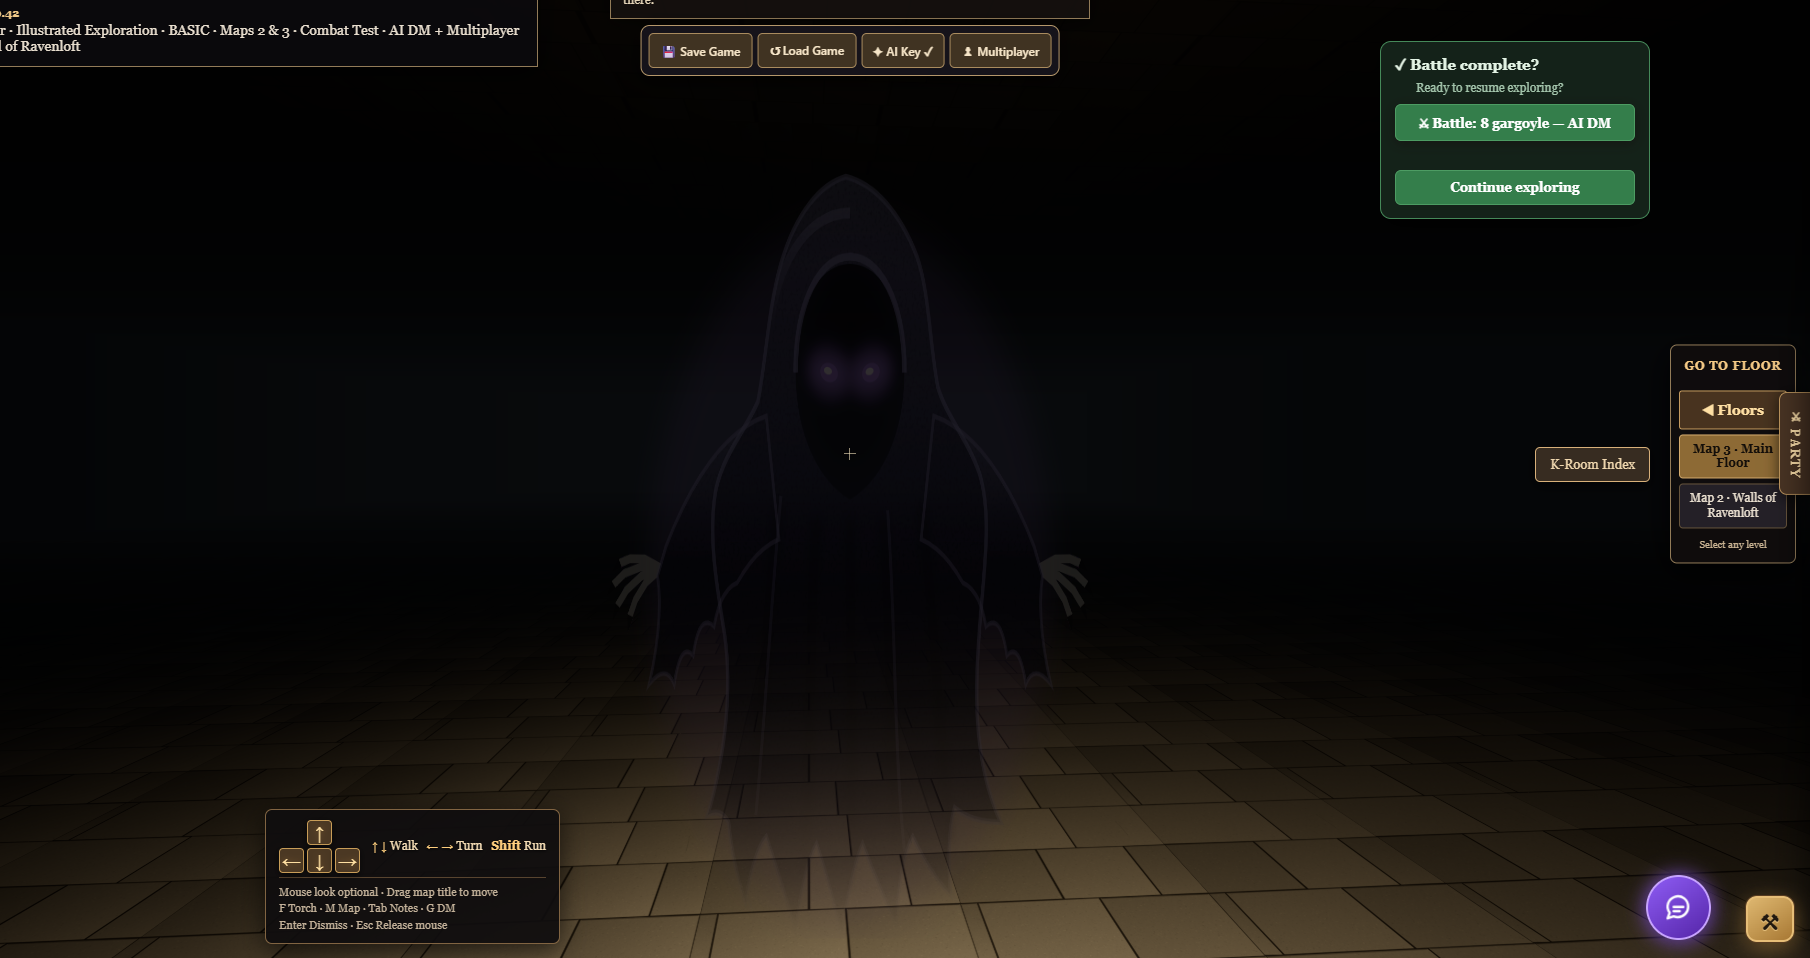 .42
r · Illustrated Exploration · BASIC · Maps 2 & 3 · Combat Test · AI DM + Multiplayer
l of Ravenloft
there.
Save Game
Load Game
AI Key ✓
Multiplayer
✓ Battle complete?
Ready to resume exploring?
⚔ Battle: 8 gargoyle — AI DM
Continue exploring
GO TO FLOOR
◀ Floors
Map 3 · Main
Floor
Map 2 · Walls of
Ravenloft
Select any level
⚔ PARTY
K-Room Index
↑
← ↓ →
↑↓ Walk ←→ Turn Shift Run
Mouse look optional · Drag map title to move
F Torch · M Map · Tab Notes · G DM
Enter Dismiss · Esc Release mouse